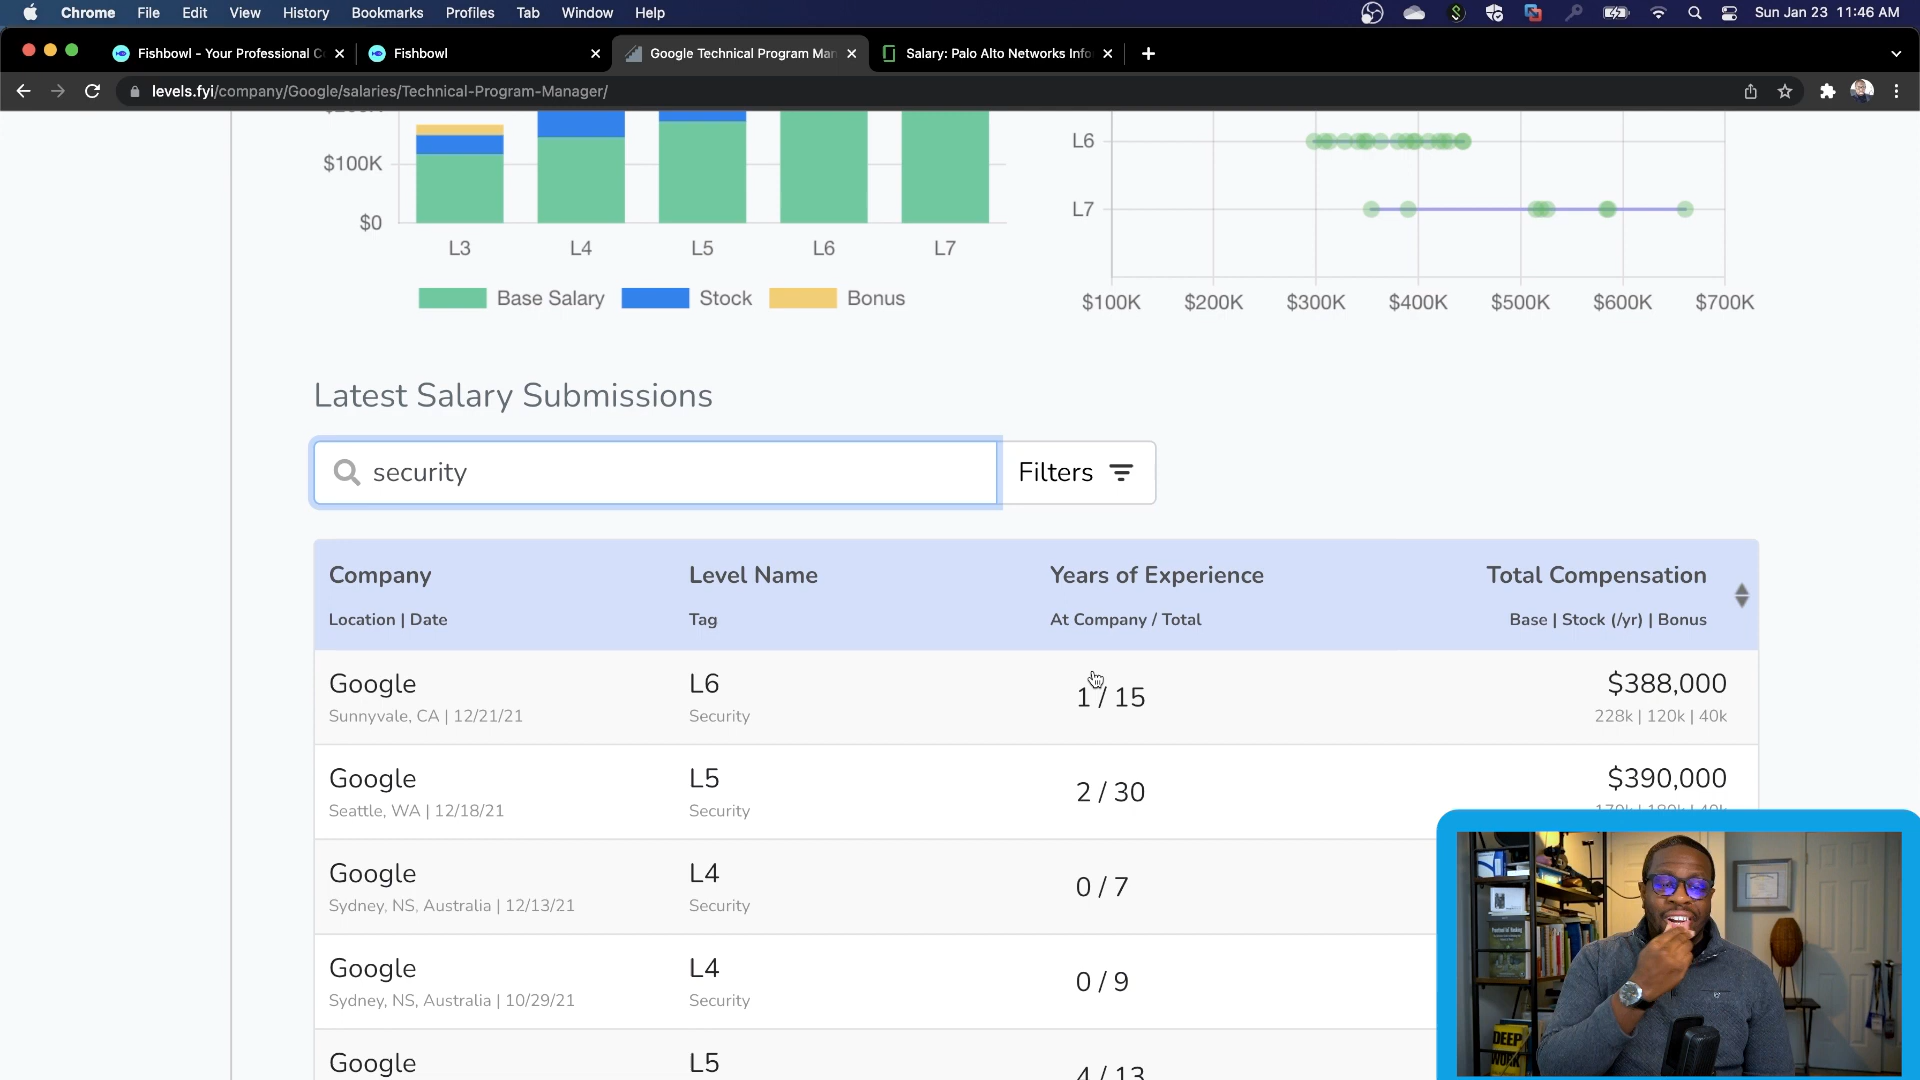 Chrome File Edit View History Bookmarks Profiles Tab Window Help Sun Jan 23 11:46 AM
Fishbowl - Your Professional C Fishbowl Google Technical Program Man Salary: Palo Alto Networks Info
levels.fyi/company/Google/salaries/Technical-Program-Manager/
$100K
$0
L3 L4 L5 L6 L7
Base Salary Stock Bonus
L6
L7
$100K $200K $300K $400K $500K $600K $700K
Latest Salary Submissions
security
Filters
Company Level Name Years of Experience Total Compensation
Location | Date Tag At Company / Total Base | Stock (/yr) | Bonus
Google L6 1 / 15 $388,000
Sunnyvale, CA | 12/21/21 Security 228k | 120k | 40k
Google L5 2 / 30 $390,000
Seattle, WA | 12/18/21 Security
Google L4 0 / 7
Sydney, NS, Australia | 12/13/21 Security
Google L4 0 / 9
Sydney, NS, Australia | 10/29/21 Security
Google L5 4 / 13
DEEP
WORK